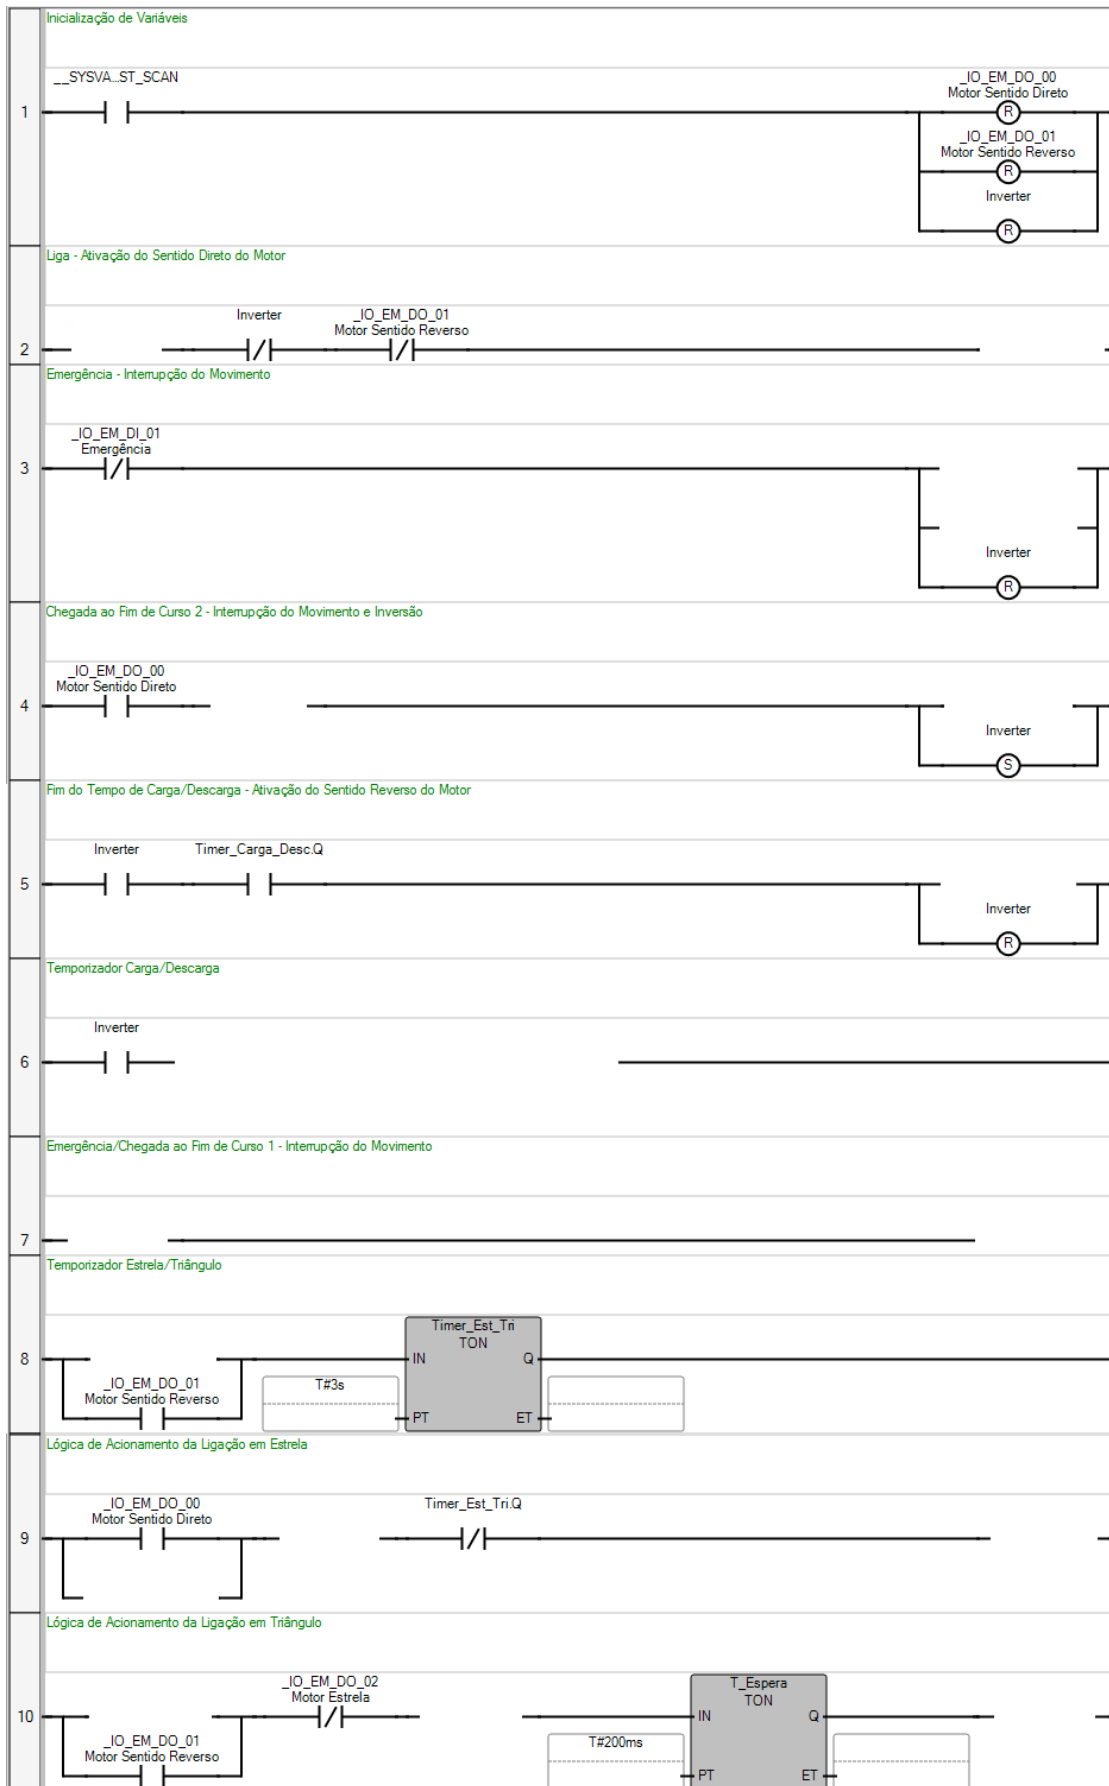 Inicialização de Variáveis
__SYSVA...ST_SCAN
_IO_EM_DO_00
Motor Sentido Direto
1
R
_IO_EM_DO_01
Motor Sentido Reverso
R
Inverter
R
Liga - Ativação do Sentido Direto do Motor
Inverter
_IO_EM_DO_01
Motor Sentido Reverso
2
Emergência - Interrupção do Movimento
_IO_EM_DI_01
Emergência
3
Inverter
R
Chegada ao Fim de Curso 2 - Interrupção do Movimento e Inversão
_IO_EM_DO_00
Motor Sentido Direto
4
Inverter
S
Fim do Tempo de Carga/Descarga - Ativação do Sentido Reverso do Motor
Inverter
Timer_Carga_Desc.Q
5
Inverter
R
Temporizador Carga/Descarga
Inverter
6
Emergência/Chegada ao Fim de Curso 1 - Interrupção do Movimento
7
Temporizador Estrela/Triângulo
Timer_Est_Tri
TON
8
IN Q
_IO_EM_DO_01
Motor Sentido Reverso
T#3s
PT ET
Lógica de Acionamento da Ligação em Estrela
_IO_EM_DO_00
Motor Sentido Direto
Timer_Est_Tri.Q
9
Lógica de Acionamento da Ligação em Triângulo
_IO_EM_DO_02
Motor Estrela
T_Espera
TON
10
IN Q
_IO_EM_DO_01
Motor Sentido Reverso
T#200ms
PT ET